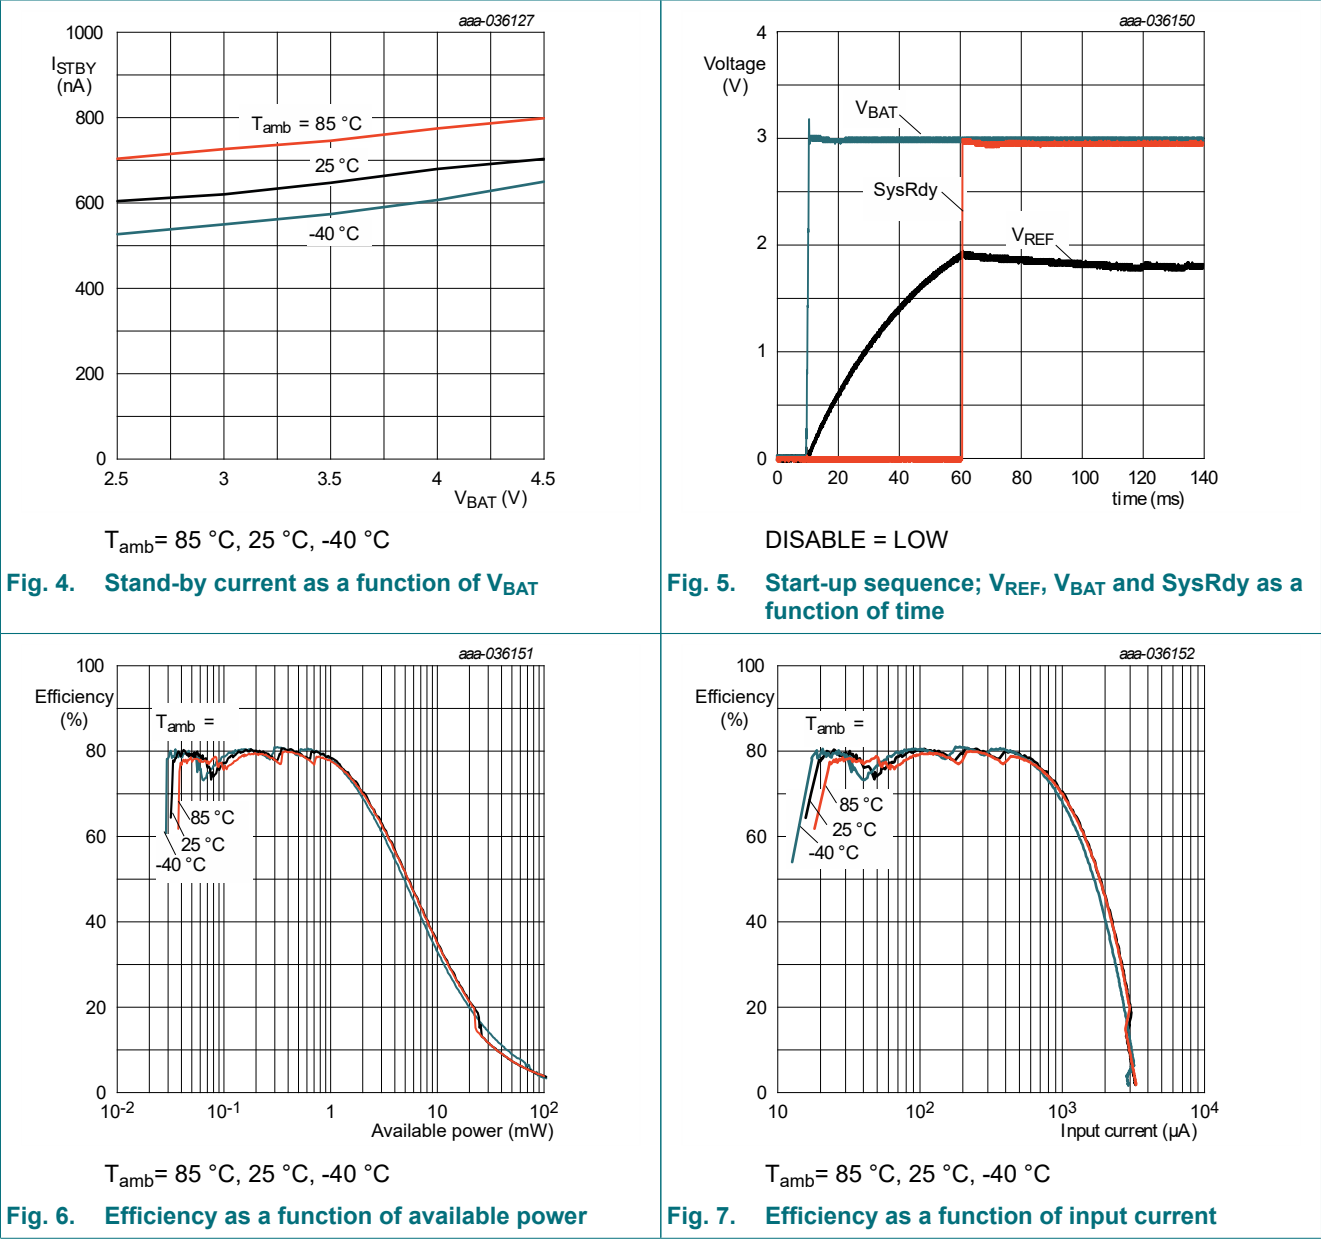 aaa-036127
1000
ISTBY
(nA)
800
Tamb = 85 °C
25 °C
600
-40 °C
400
200
0
2.5 3 3.5 4 4.5
VBAT (V)
Tamb= 85 °C, 25 °C, -40 °C
Fig. 4. Stand-by current as a function of VBAT
aaa-036150
4
Voltage
(V)
VBAT
3
SysRdy
VREF
2
1
0
0 20 40 60 80 100 120 140
time (ms)
DISABLE = LOW
Fig. 5. Start-up sequence; VREF, VBAT and SysRdy as a
function of time
aaa-036151
100
Efficiency
(%)
Tamb =
80
85 °C
60
25 °C
-40 °C
40
20
0
10-2 10-1 1 10 102
Available power (mW)
Tamb= 85 °C, 25 °C, -40 °C
Fig. 6. Efficiency as a function of available power
aaa-036152
100
Efficiency
(%)
Tamb =
80
85 °C
25 °C
60
-40 °C
40
20
0
10 102 103 104
Input current (µA)
Tamb= 85 °C, 25 °C, -40 °C
Fig. 7. Efficiency as a function of input current